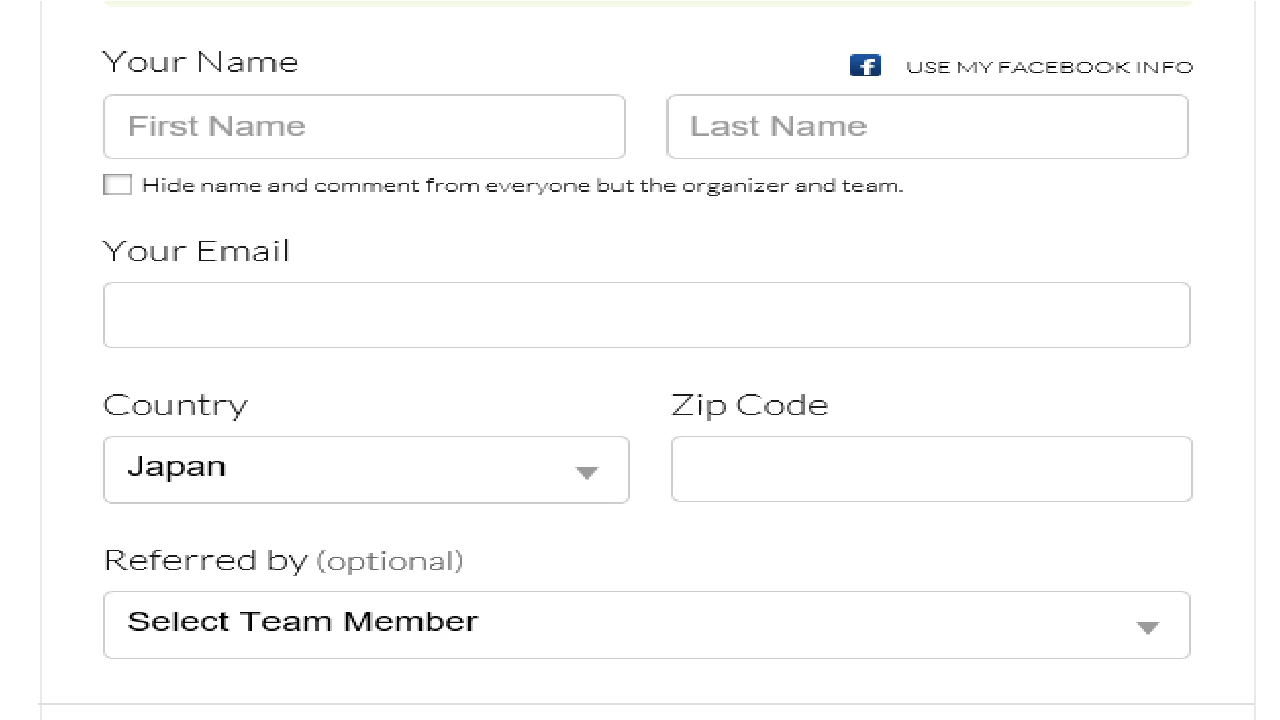 Your Name
f USE MY FACEBOOK INFO
First Name
Last Name
Hide name and comment from everyone but the organizer and team.
Your Email
Country
Zip Code
Japan
Referred by (optional)
Select Team Member